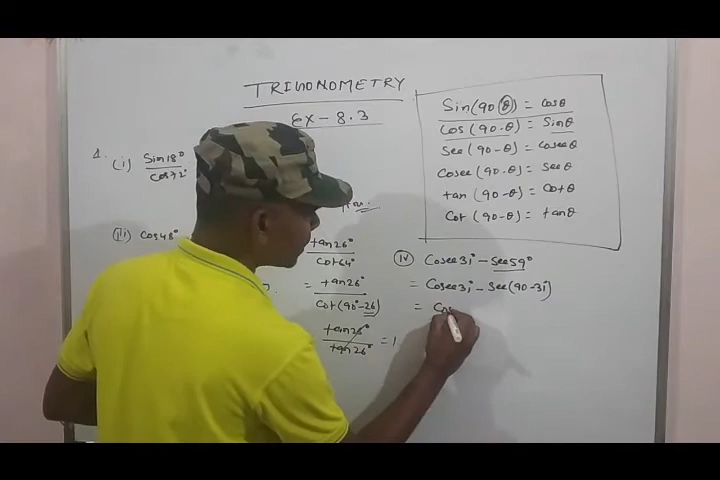 TRIGONOMETRY
Ex - 8.3
1. (i) Sin18° / Cos72°
(iii) Cos48°
tan26° / Cot64°
= tan26° / Cot(90°-26)
tan26° / tan26° = 1
Sin(90 θ) = Cosθ
Cos(90-θ) = Sinθ
Sec(90-θ) = Cosecθ
Cosec(90-θ) = Secθ
tan(90-θ) = Cotθ
Cot(90-θ) = tanθ
(iv) Cosec31° - Sec59°
= Cosec31° - Sec(90-31)
= Cos